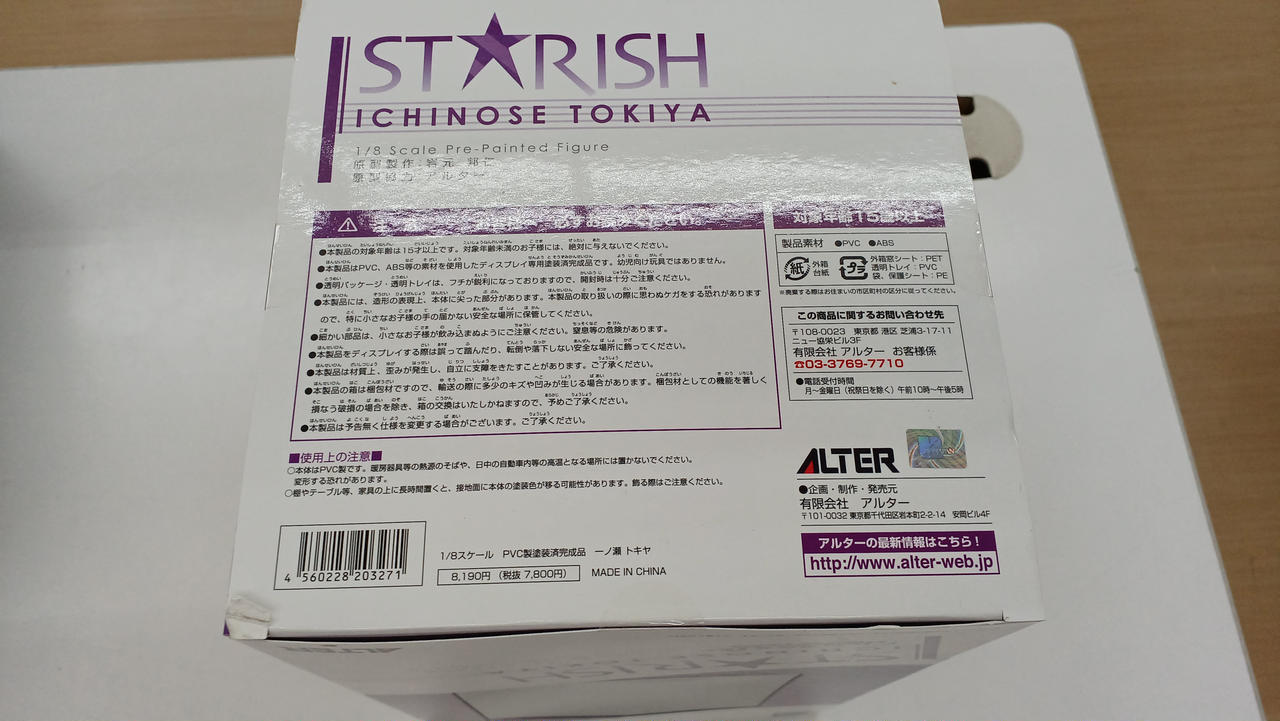 ST★RISH
ICHINOSE TOKIYA
1/8 Scale Pre-Painted Figure
原型製作:岩元 邦
原型協力:アルター
対象年齢15歳以上
●本製品の対象年齢は15才以上です。対象年齢未満のお子様には、絶対に与えないでください。
●本製品はPVC、ABS等の素材を使用したディスプレイ専用塗装済完成品です。幼児向け玩具ではありません。
●透明パッケージ・透明トレイは、フチが鋭利になっておりますので、開封時は十分ご注意ください。
●本製品には、造形の表現上、本体に尖った部分があります。本製品の取り扱いの際に思わぬケガをする恐れがあります
ので、特に小さなお子様の手の届かない安全な場所に保管してください。
●細かい部品は、小さなお子様が飲み込まぬようにご注意ください。窒息等の危険があります。
●本製品をディスプレイする際は誤って踏んだり、転倒や落下しない安全な場所に飾ってください。
●本製品は材質上、歪みが発生し、自立に支障をきたすことがあります。ご了承ください。
●本製品の箱は梱包材ですので、輸送の際に多少のキズや凹みが生じる場合があります。梱包材としての機能を著しく
損なう破損の場合を除き、箱の交換はいたしかねますので、予めご了承ください。
●本製品は予告無く仕様を変更する場合がございます。ご了承ください。
製品素材 ●PVC ●ABS
紙 外箱
台紙
プラ 外箱窓シート:PET
透明トレイ:PVC
袋、保護シート:PE
※廃棄する際はお住まいの市区町村の区分に従ってください。
この商品に関するお問い合わせ先
〒108-0023 東京都 港区 芝浦3-17-11
ニュー協栄ビル3F
有限会社 アルター お客様係
☎03-3769-7710
●電話受付時間
月〜金曜日(祝祭日を除く)午前10時〜午後5時
■使用上の注意■
○本体はPVC製です。暖房器具等の熱源のそばや、日中の自動車内等の高温となる場所には置かないでください。
変形する恐れがあります。
○棚やテーブル等、家具の上に長時間置くと、接地面に本体の塗装色が移る可能性があります。飾る際はご注意ください。
ALTER
●企画・制作・発売元
有限会社 アルター
〒101-0032 東京都千代田区岩本町2-2-14 安岡ビル4F
アルターの最新情報はこちら!
http://www.alter-web.jp
4 560228 203271
1/8スケール PVC製塗装済完成品 一ノ瀬 トキヤ
8,190円(税抜 7,800円)
MADE IN CHINA
ALTER
ST★RISH